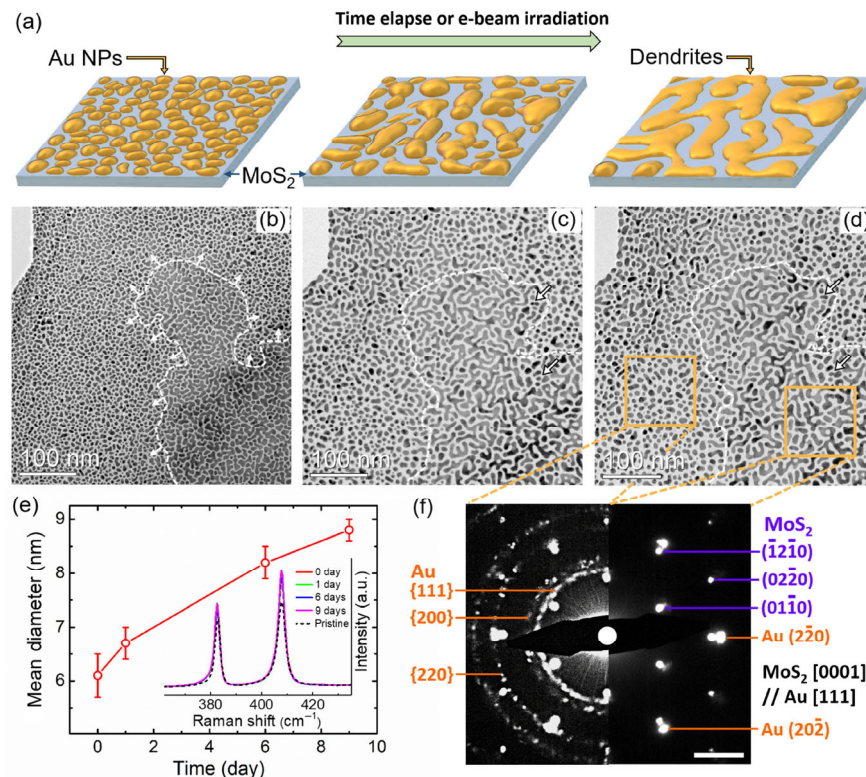 (a)
Time elapse or e-beam irradiation
Au NPs
Dendrites
MoS₂
(b)
(c)
(d)
100 nm
100 nm
100 nm
(e)
Mean diameter (nm)
9
8
7
6
0 2 4 6 8 10
Time (day)
0 day
1 day
6 days
9 days
Pristine
Intensity (a.u.)
380 400 420 440
Raman shift (cm⁻¹)
(f)
Au
{111}
{200}
{220}
MoS₂
(1̄21̄0)
(022̄0)
(011̄0)
Au (22̄0)
MoS₂ [0001]
// Au [111]
Au (202̄)